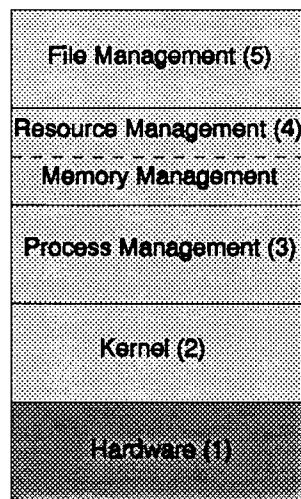 File Management (5)
Resource Management (4)
Memory Management
Process Management (3)
Kernel (2)
Hardware (1)